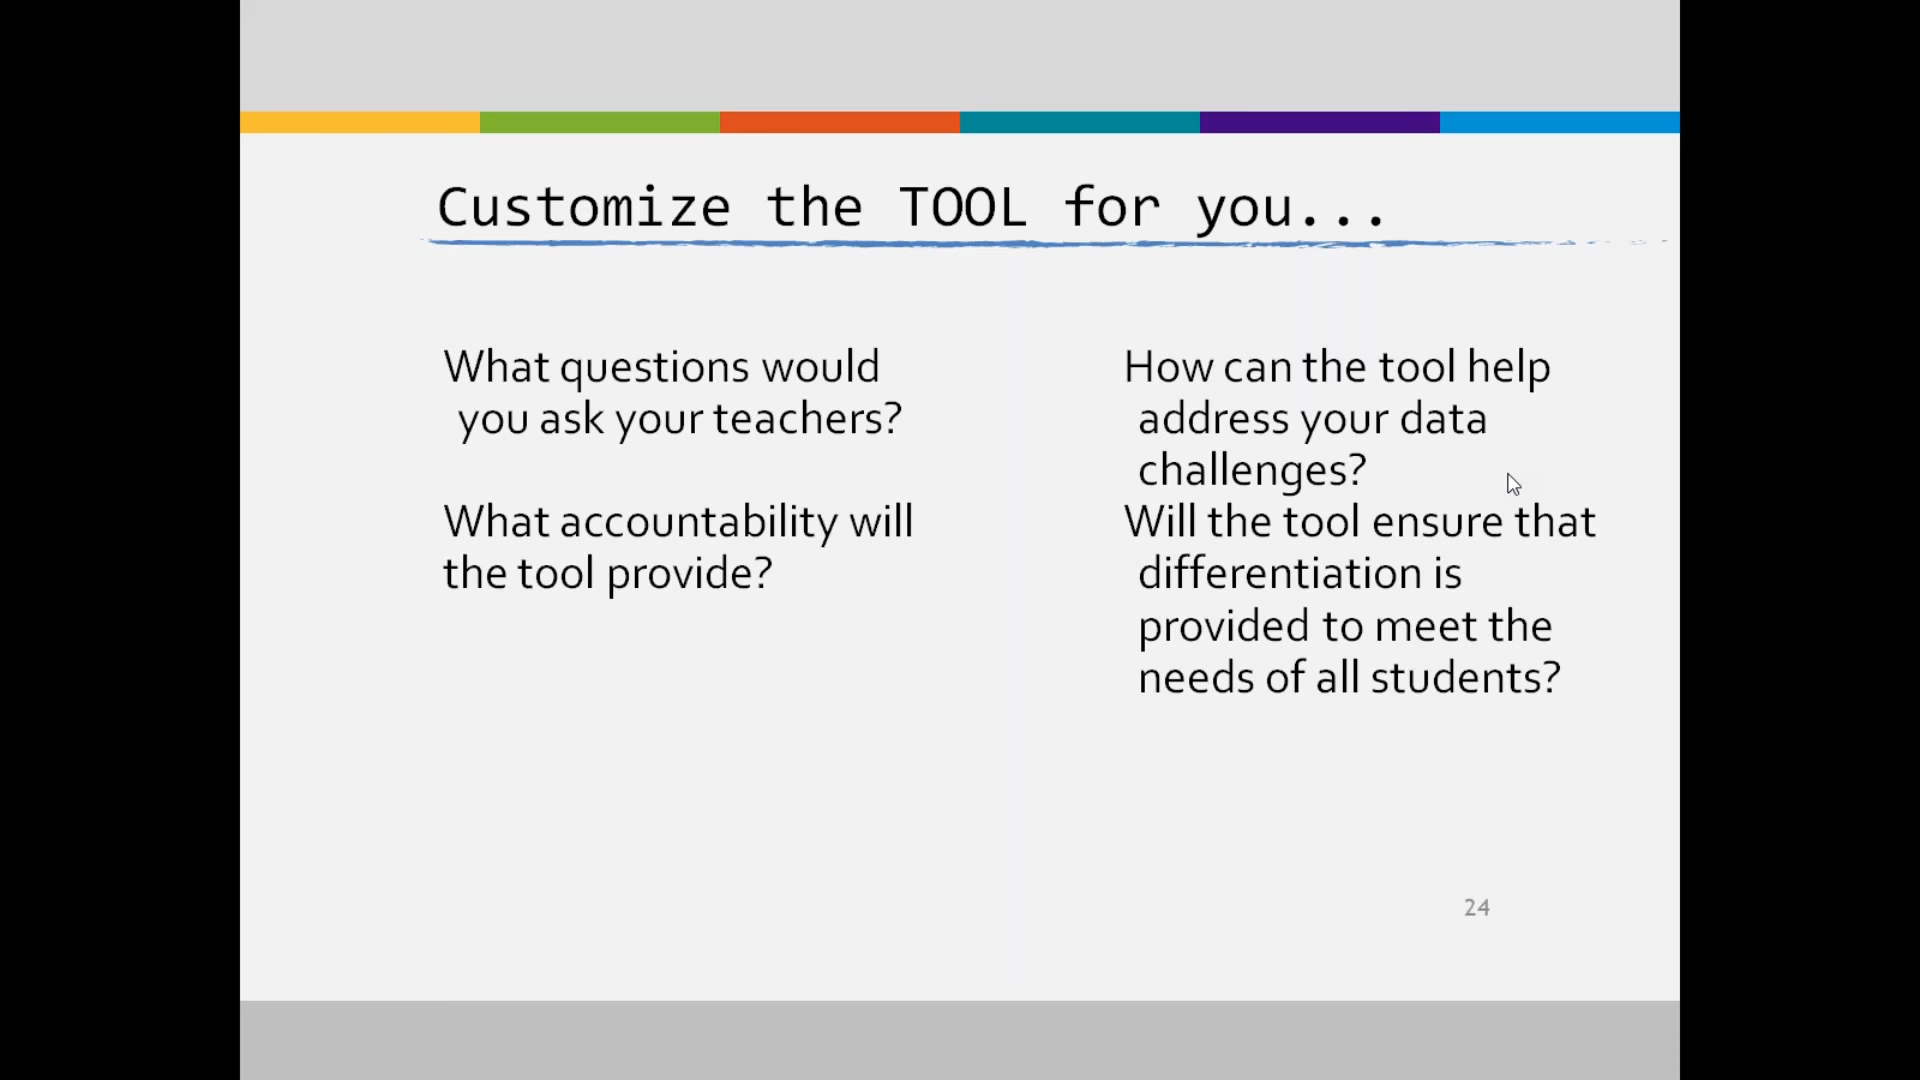 Customize the TOOL for you...
What questions would
you ask your teachers?
What accountability will
the tool provide?
How can the tool help
address your data
challenges?
Will the tool ensure that
differentiation is
provided to meet the
needs of all students?
24